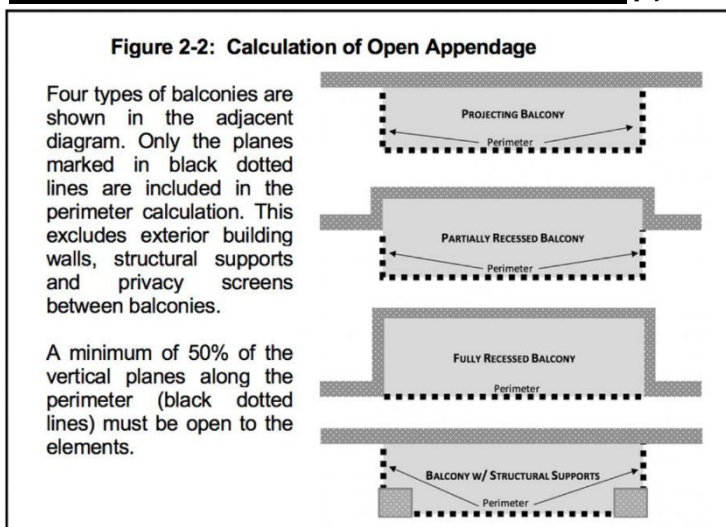 Figure 2-2: Calculation of Open Appendage
Four types of balconies are
shown in the adjacent
diagram. Only the planes
marked in black dotted
lines are included in the
perimeter calculation. This
excludes exterior building
walls, structural supports
and privacy screens
between balconies.
A minimum of 50% of the
vertical planes along the
perimeter (black dotted
lines) must be open to the
elements.
PROJECTING BALCONY
Perimeter
PARTIALLY RECESSED BALCONY
Perimeter
FULLY RECESSED BALCONY
Perimeter
BALCONY W/ STRUCTURAL SUPPORTS
Perimeter